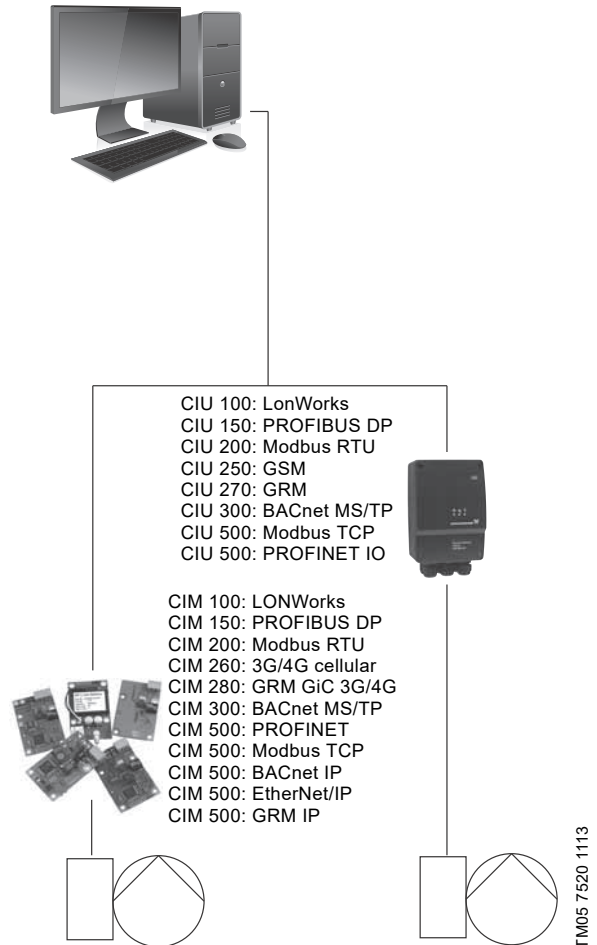 CIU 100: LonWorks
CIU 150: PROFIBUS DP
CIU 200: Modbus RTU
CIU 250: GSM
CIU 270: GRM
CIU 300: BACnet MS/TP
CIU 500: Modbus TCP
CIU 500: PROFINET IO
CIM 100: LONWorks
CIM 150: PROFIBUS DP
CIM 200: Modbus RTU
CIM 260: 3G/4G cellular
CIM 280: GRM GiC 3G/4G
CIM 300: BACnet MS/TP
CIM 500: PROFINET
CIM 500: Modbus TCP
CIM 500: BACnet IP
CIM 500: EtherNet/IP
CIM 500: GRM IP
TM05 7520 1113